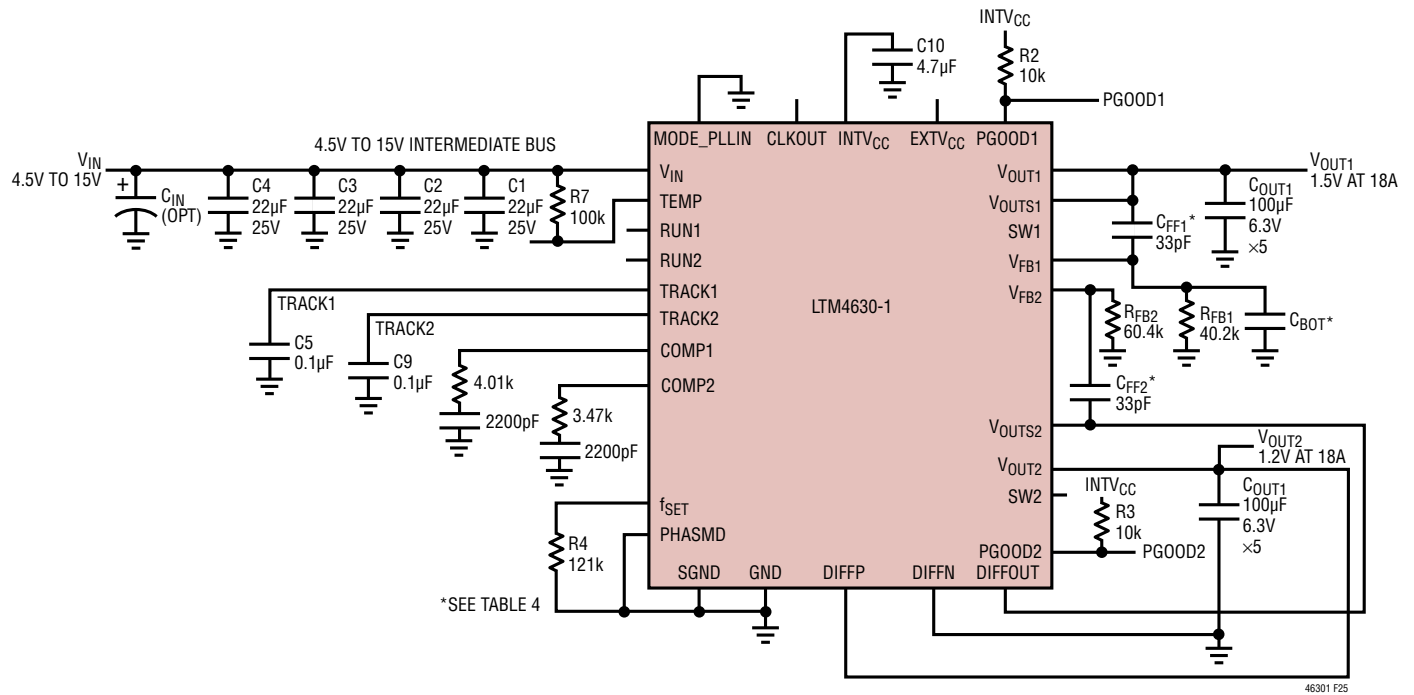 INTVCC
C10
4.7µF
R2
10k
PGOOD1
4.5V TO 15V INTERMEDIATE BUS
MODE_PLLIN
CLKOUT
INTVCC
EXTVCC
PGOOD1
VIN
4.5V TO 15V
+
CIN
(OPT)
C4
22µF
25V
C3
22µF
25V
C2
22µF
25V
C1
22µF
25V
R7
100k
VIN
TEMP
RUN1
RUN2
TRACK1
TRACK2
COMP1
COMP2
fSET
PHASMD
SGND
GND
DIFFP
DIFFN
DIFFOUT
LTM4630-1
VOUT1
VOUTS1
SW1
VFB1
VFB2
VOUTS2
VOUT2
SW2
PGOOD2
VOUT1
1.5V AT 18A
COUT1
100µF
6.3V
×5
CFF1*
33pF
RFB2
60.4k
RFB1
40.2k
CBOT*
CFF2*
33pF
TRACK1
C5
0.1µF
TRACK2
C9
0.1µF
4.01k
2200pF
3.47k
2200pF
VOUT2
1.2V AT 18A
COUT1
100µF
6.3V
×5
INTVCC
R3
10k
PGOOD2
R4
121k
*SEE TABLE 4
46301 F25